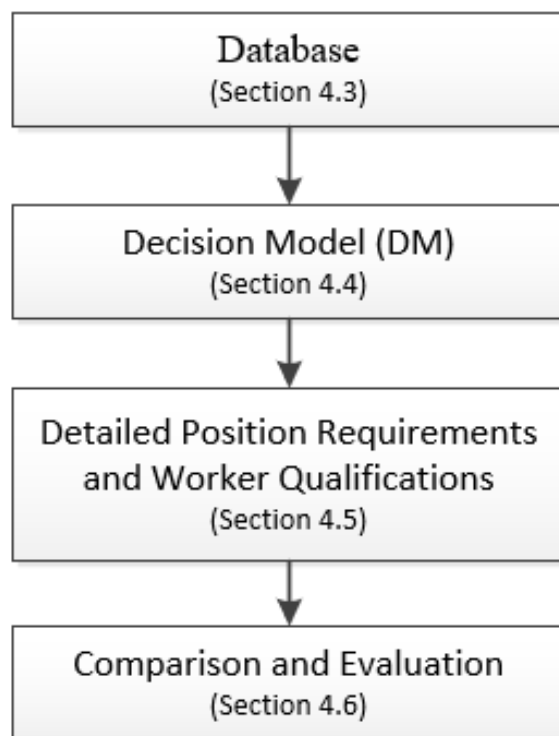 Database
(Section 4.3)
Decision Model (DM)
(Section 4.4)
Detailed Position Requirements
and Worker Qualifications
(Section 4.5)
Comparison and Evaluation
(Section 4.6)